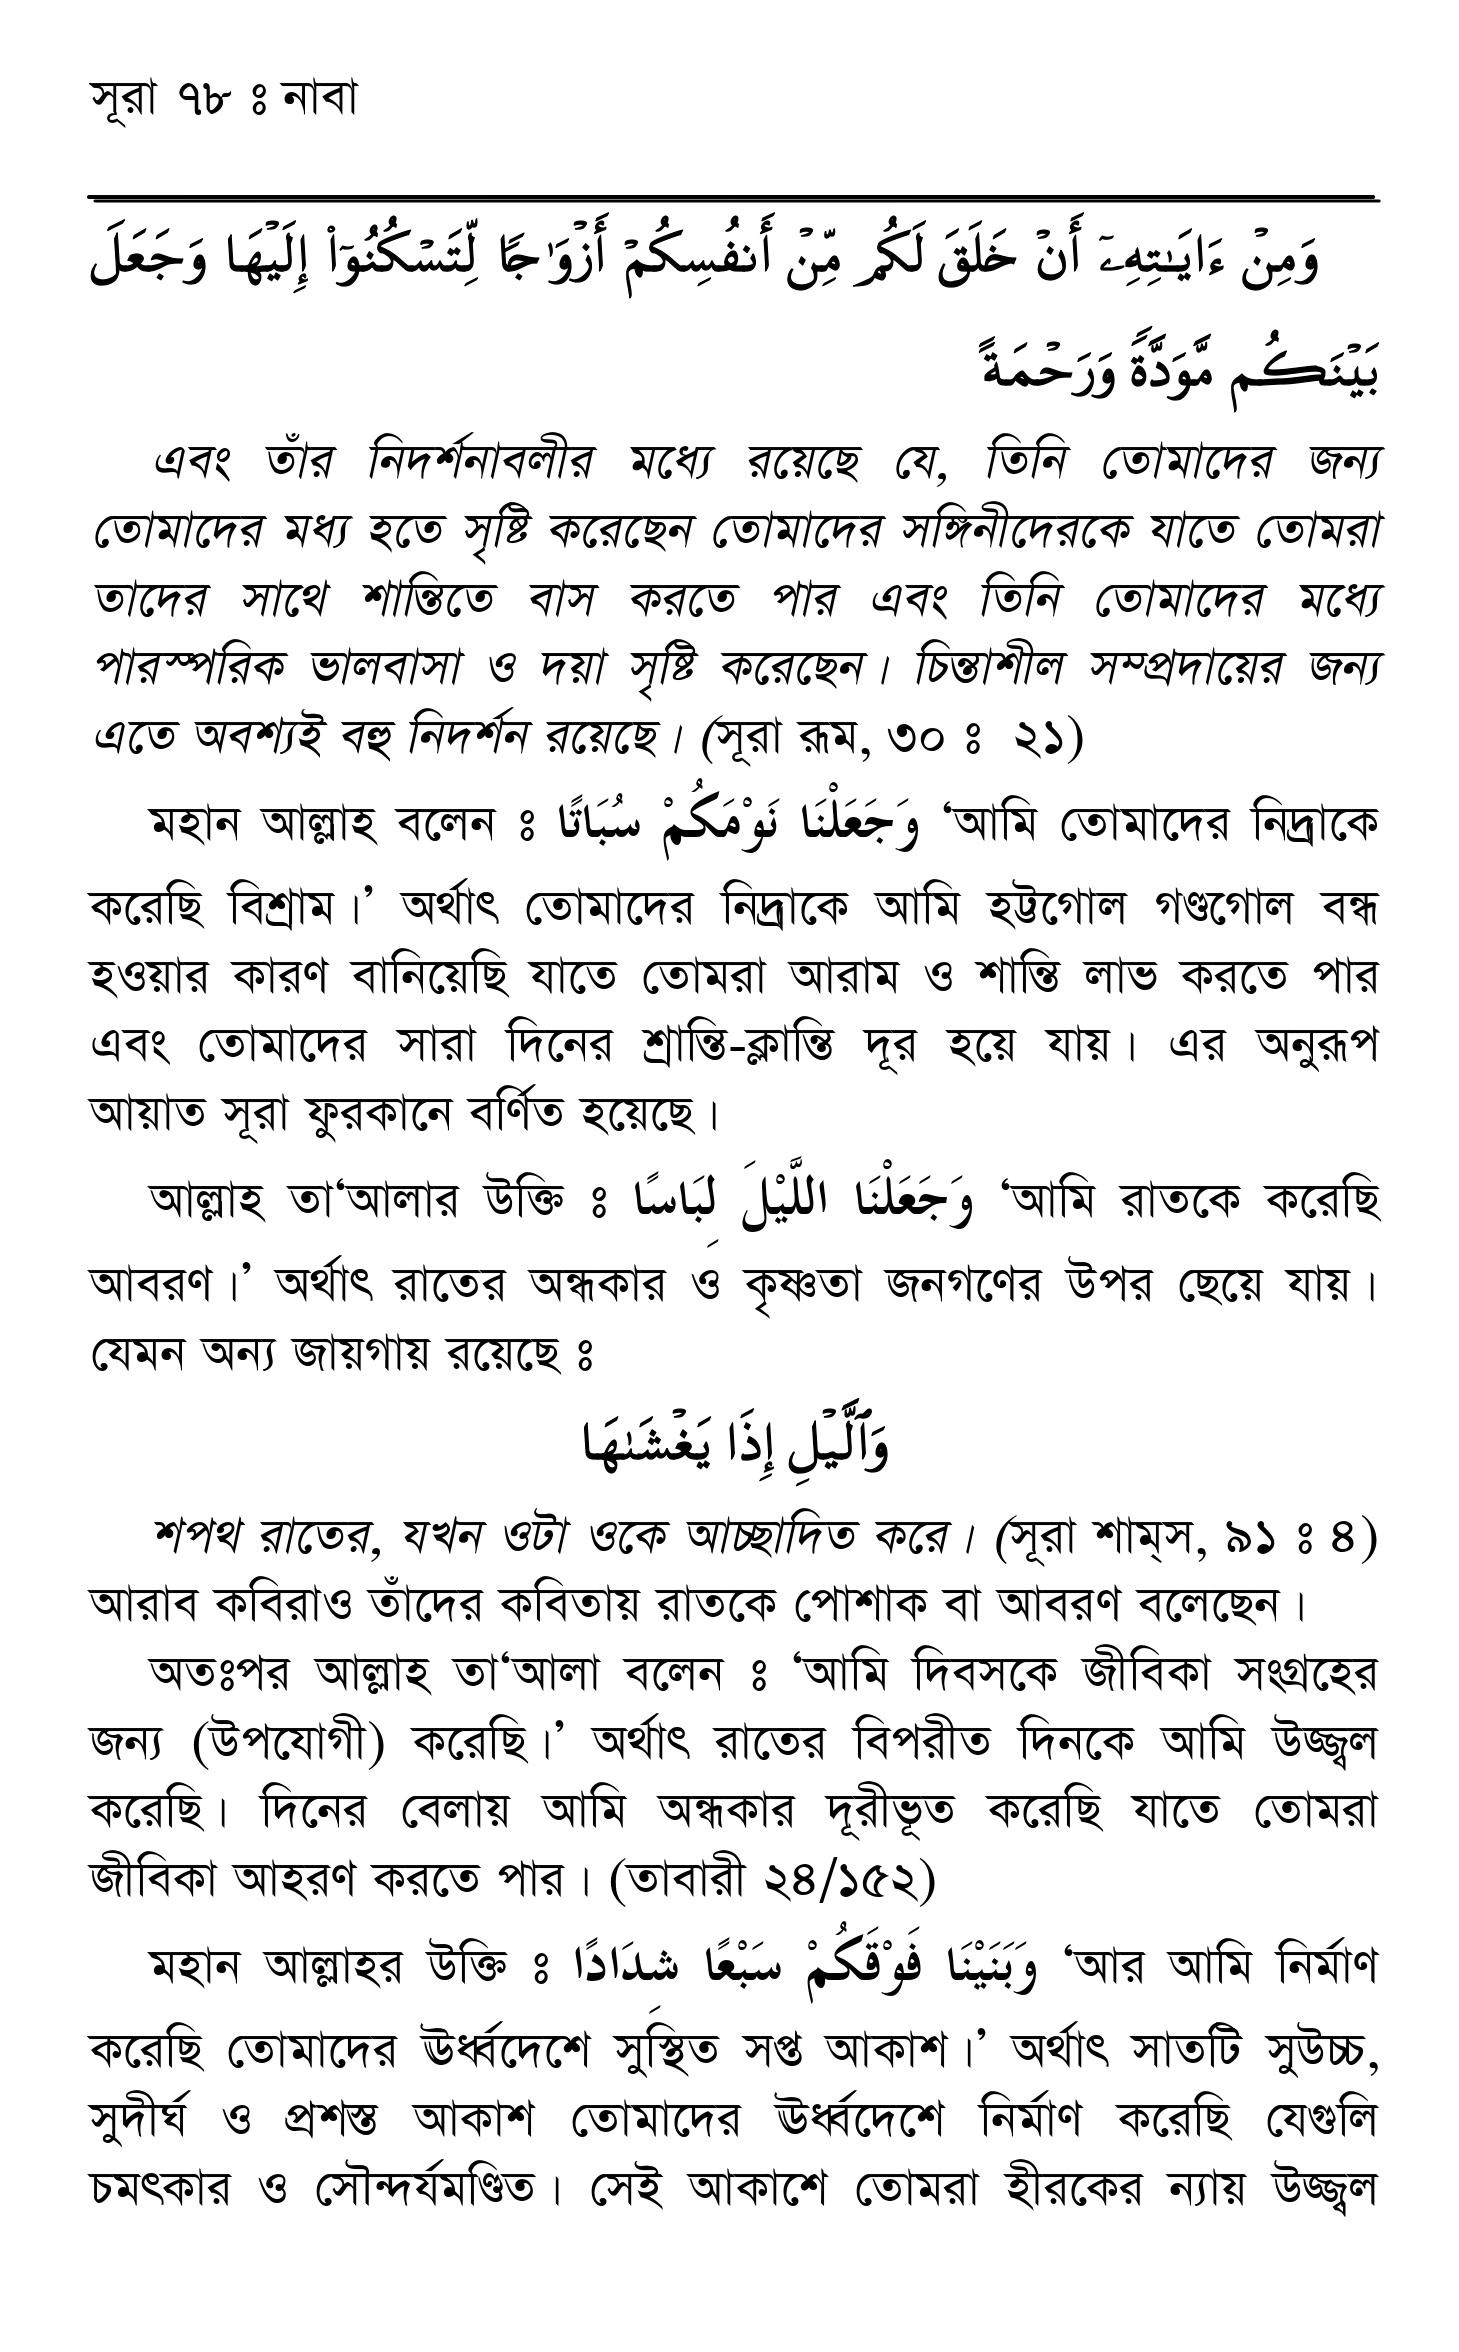 সূরা ৭৮ ঃ নাবা
وَمِنْ ءَايَـٰتِهِۦٓ أَنْ خَلَقَ لَكُم مِّنْ أَنفُسِكُمْ أَزْوَٰجًا لِّتَسْكُنُوٓا۟ إِلَيْهَا وَجَعَلَ
بَيْنَكُم مَّوَدَّةً وَرَحْمَةً
এবং তাঁর নিদর্শনাবলীর মধ্যে রয়েছে যে, তিনি তোমাদের জন্য
তোমাদের মধ্য হতে সৃষ্টি করেছেন তোমাদের সঙ্গিনীদেরকে যাতে তোমরা
তাদের সাথে শান্তিতে বাস করতে পার এবং তিনি তোমাদের মধ্যে
পারস্পরিক ভালবাসা ও দয়া সৃষ্টি করেছেন। চিন্তাশীল সম্প্রদায়ের জন্য
এতে অবশ্যই বহু নিদর্শন রয়েছে। (সূরা রূম, ৩০ ঃ ২১)
মহান আল্লাহ বলেন ঃ وَجَعَلْنَا نَوْمَكُمْ سُبَاتًا ‘আমি তোমাদের নিদ্রাকে
করেছি বিশ্রাম।’ অর্থাৎ তোমাদের নিদ্রাকে আমি হট্টগোল গণ্ডগোল বন্ধ
হওয়ার কারণ বানিয়েছি যাতে তোমরা আরাম ও শান্তি লাভ করতে পার
এবং তোমাদের সারা দিনের শ্রান্তি-ক্লান্তি দূর হয়ে যায়। এর অনুরূপ
আয়াত সূরা ফুরকানে বর্ণিত হয়েছে।
আল্লাহ তা‘আলার উক্তি ঃ وَجَعَلْنَا اللَّيْلَ لِبَاسًا ‘আমি রাতকে করেছি
আবরণ।’ অর্থাৎ রাতের অন্ধকার ও কৃষ্ণতা জনগণের উপর ছেয়ে যায়।
যেমন অন্য জায়গায় রয়েছে ঃ
وَٱلَّيْلِ إِذَا يَغْشَىٰهَا
শপথ রাতের, যখন ওটা ওকে আচ্ছাদিত করে। (সূরা শাম্‌স, ৯১ ঃ ৪)
আরাব কবিরাও তাঁদের কবিতায় রাতকে পোশাক বা আবরণ বলেছেন।
অতঃপর আল্লাহ তা‘আলা বলেন ঃ ‘আমি দিবসকে জীবিকা সংগ্রহের
জন্য (উপযোগী) করেছি।’ অর্থাৎ রাতের বিপরীত দিনকে আমি উজ্জ্বল
করেছি। দিনের বেলায় আমি অন্ধকার দূরীভূত করেছি যাতে তোমরা
জীবিকা আহরণ করতে পার। (তাবারী ২৪/১৫২)
মহান আল্লাহর উক্তি ঃ وَبَنَيْنَا فَوْقَكُمْ سَبْعًا شِدَادًا ‘আর আমি নির্মাণ
করেছি তোমাদের ঊর্ধ্বদেশে সুস্থিত সপ্ত আকাশ।’ অর্থাৎ সাতটি সুউচ্চ,
সুদীর্ঘ ও প্রশস্ত আকাশ তোমাদের ঊর্ধ্বদেশে নির্মাণ করেছি যেগুলি
চমৎকার ও সৌন্দর্যমণ্ডিত। সেই আকাশে তোমরা হীরকের ন্যায় উজ্জ্বল